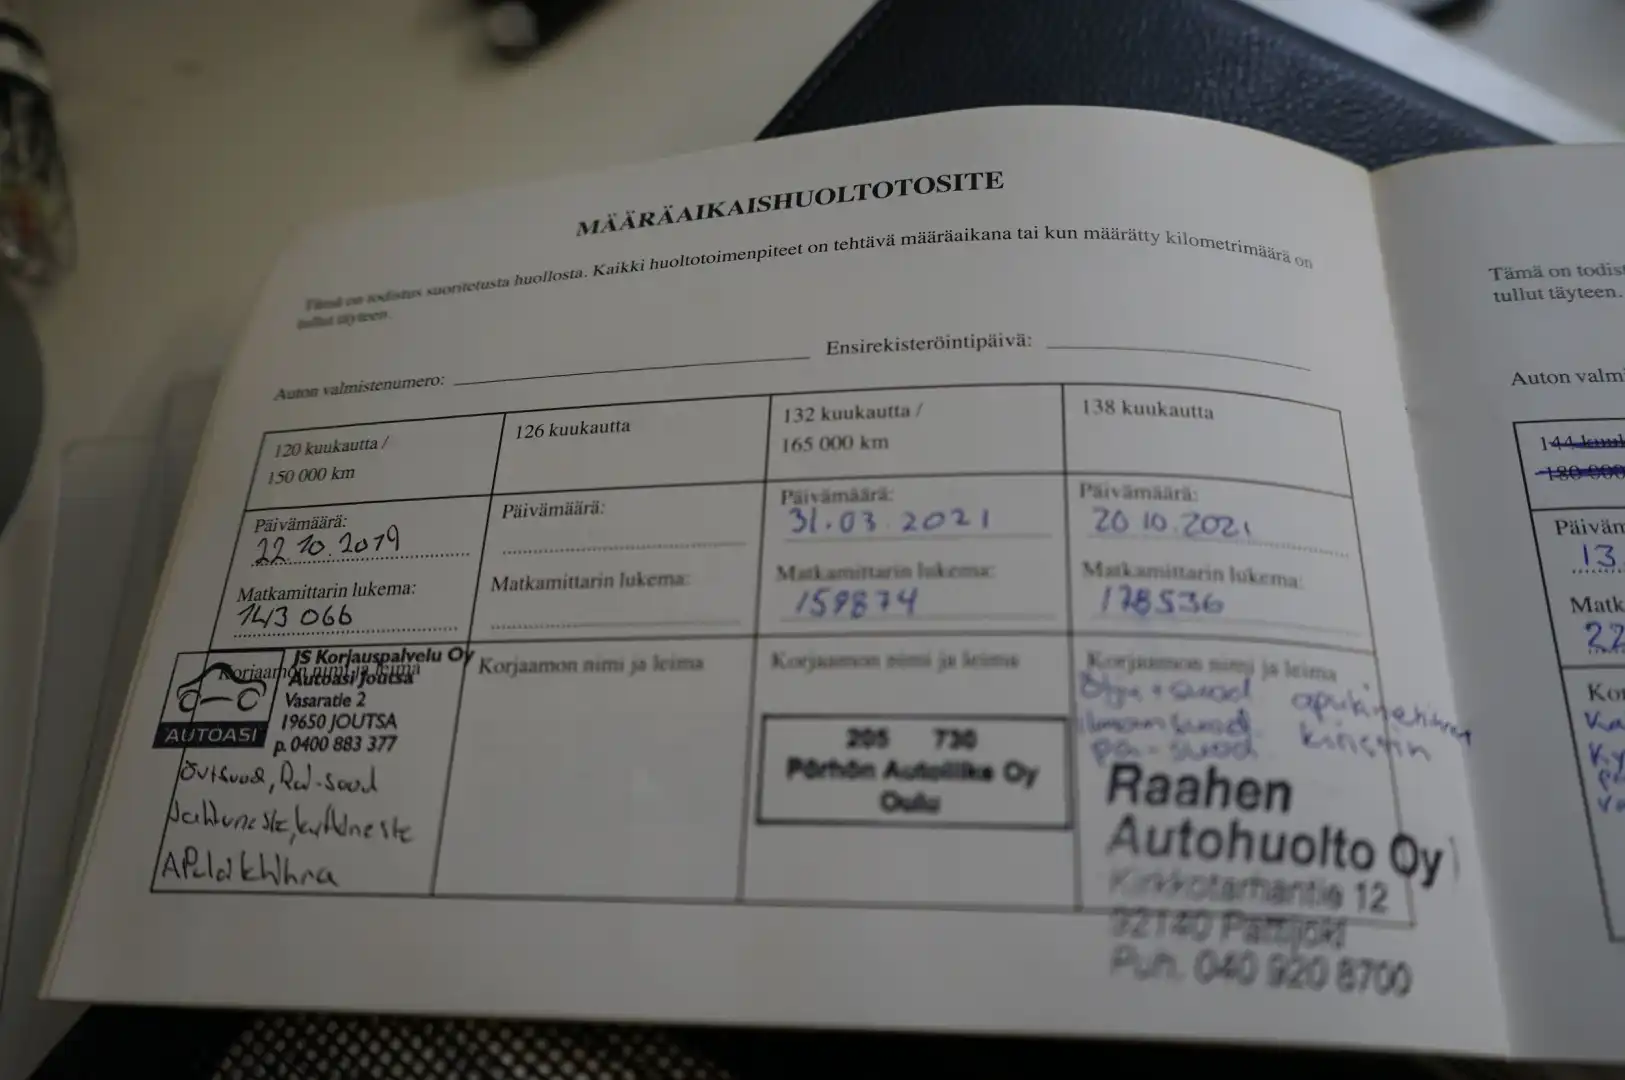 MÄÄRÄAIKAISHUOLTOTOSITE
Tämä on todistus suoritetusta huollosta. Kaikki huoltotoimenpiteet on tehtävä määräaikana tai kun määrätty kilometrimäärä on
tullut täyteen.
Auton valmistenumero:
Ensirekisteröintipäivä:
120 kuukautta /
150 000 km
Päivämäärä:
22.10.2019
Matkamittarin lukema:
143 066
Korjaamon nimi ja leima
JS Korjauspalvelu Oy
Autoasi Joutsa
Vasaratie 2
19650 JOUTSA
p. 0400 883 377
AUTOASI
126 kuukautta
Päivämäärä:
Matkamittarin lukema:
Korjaamon nimi ja leima
132 kuukautta /
165 000 km
Päivämäärä:
31.03.2021
Matkamittarin lukema:
159874
Korjaamon nimi ja leima
205 730
Pörhön Autoliike Oy
Oulu
138 kuukautta
Päivämäärä:
20.10.2021
Matkamittarin lukema:
178536
Korjaamon nimi ja leima
Raahen
Autohuolto Oy
Kirkkotarhantie 12
92140 Pattijoki
Puh. 040 920 8700
Tämä on
tullut täyteen.
Auton
Päivämäärä
13.
22